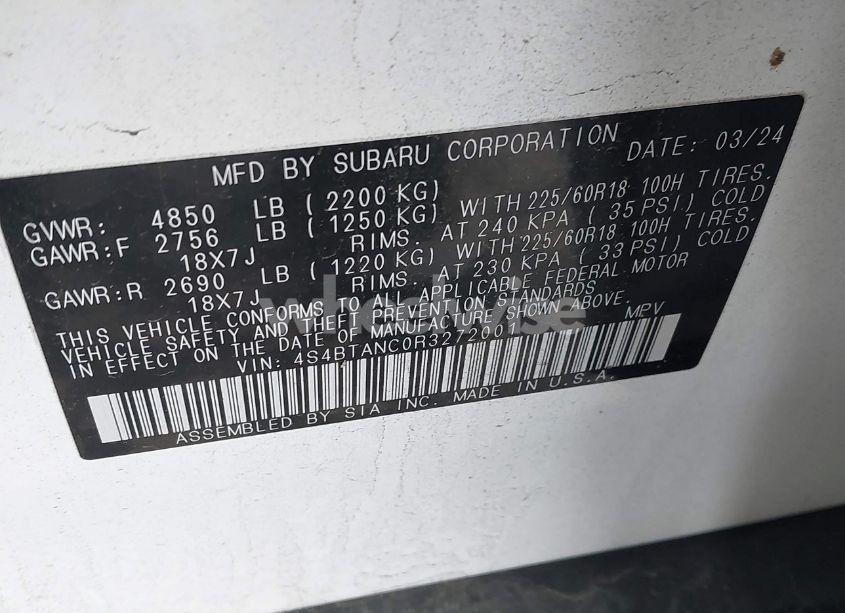 MFD BY SUBARU CORPORATION DATE: 03/24
GVWR: 4850 LB (2200 KG)
GAWR:F 2756 LB (1250 KG) WITH 225/60R18 100H TIRES.
18X7J RIMS. AT 240 KPA (35 PSI) COLD
GAWR:R 2690 LB (1220 KG) WITH 225/60R18 100H TIRES.
18X7J RIMS. AT 230 KPA (33 PSI) COLD
THIS VEHICLE CONFORMS TO ALL APPLICABLE FEDERAL MOTOR
VEHICLE SAFETY AND THEFT PREVENTION STANDARDS
IN EFFECT ON THE DATE OF MANUFACTURE SHOWN ABOVE.
VIN: 4S4BTANC0R3272001 MPV
ASSEMBLED BY SIA INC. MADE IN U.S.A.
wheelwise